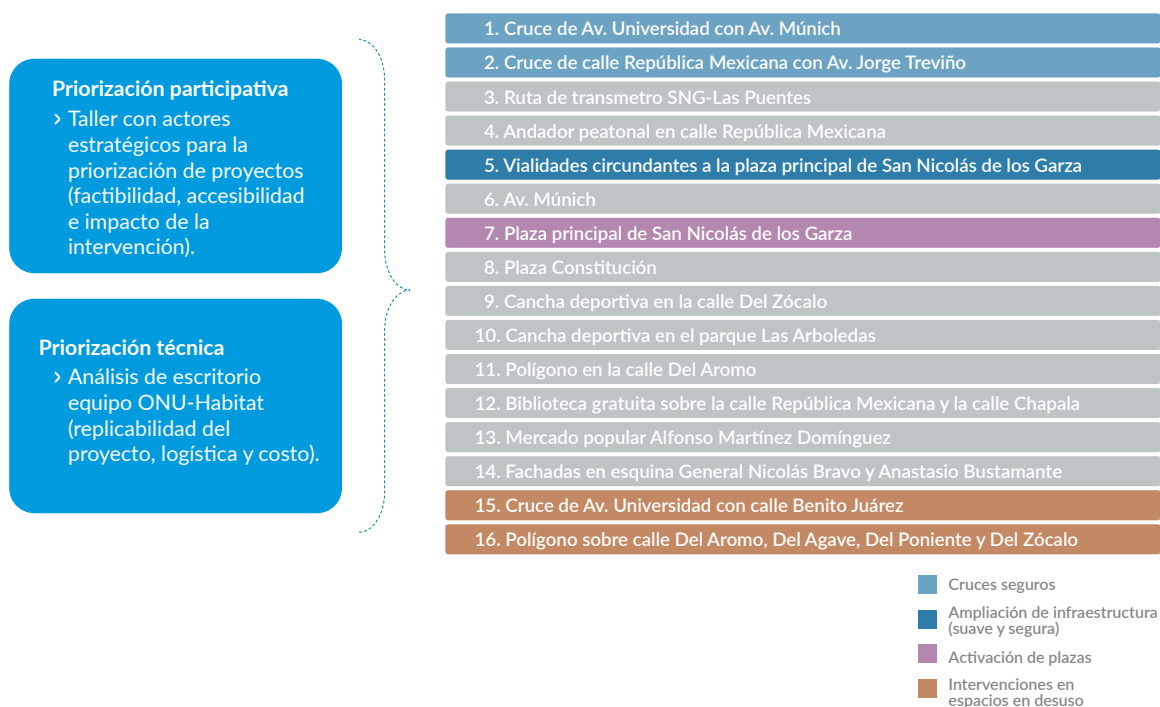 Priorización participativa
› Taller con actores
estratégicos para la
priorización de proyectos
(factibilidad, accesibilidad
e impacto de la
intervención).
Priorización técnica
› Análisis de escritorio
equipo ONU-Habitat
(replicabilidad del
proyecto, logística y costo).
1. Cruce de Av. Universidad con Av. Múnich
2. Cruce de calle República Mexicana con Av. Jorge Treviño
3. Ruta de transmetro SNG-Las Puentes
4. Andador peatonal en calle República Mexicana
5. Vialidades circundantes a la plaza principal de San Nicolás de los Garza
6. Av. Múnich
7. Plaza principal de San Nicolás de los Garza
8. Plaza Constitución
9. Cancha deportiva en la calle Del Zócalo
10. Cancha deportiva en el parque Las Arboledas
11. Polígono en la calle Del Aromo
12. Biblioteca gratuita sobre la calle República Mexicana y la calle Chapala
13. Mercado popular Alfonso Martínez Domínguez
14. Fachadas en esquina General Nicolás Bravo y Anastasio Bustamante
15. Cruce de Av. Universidad con calle Benito Juárez
16. Polígono sobre calle Del Aromo, Del Agave, Del Poniente y Del Zócalo
Cruces seguros
Ampliación de infraestructura
(suave y segura)
Activación de plazas
Intervenciones en
espacios en desuso